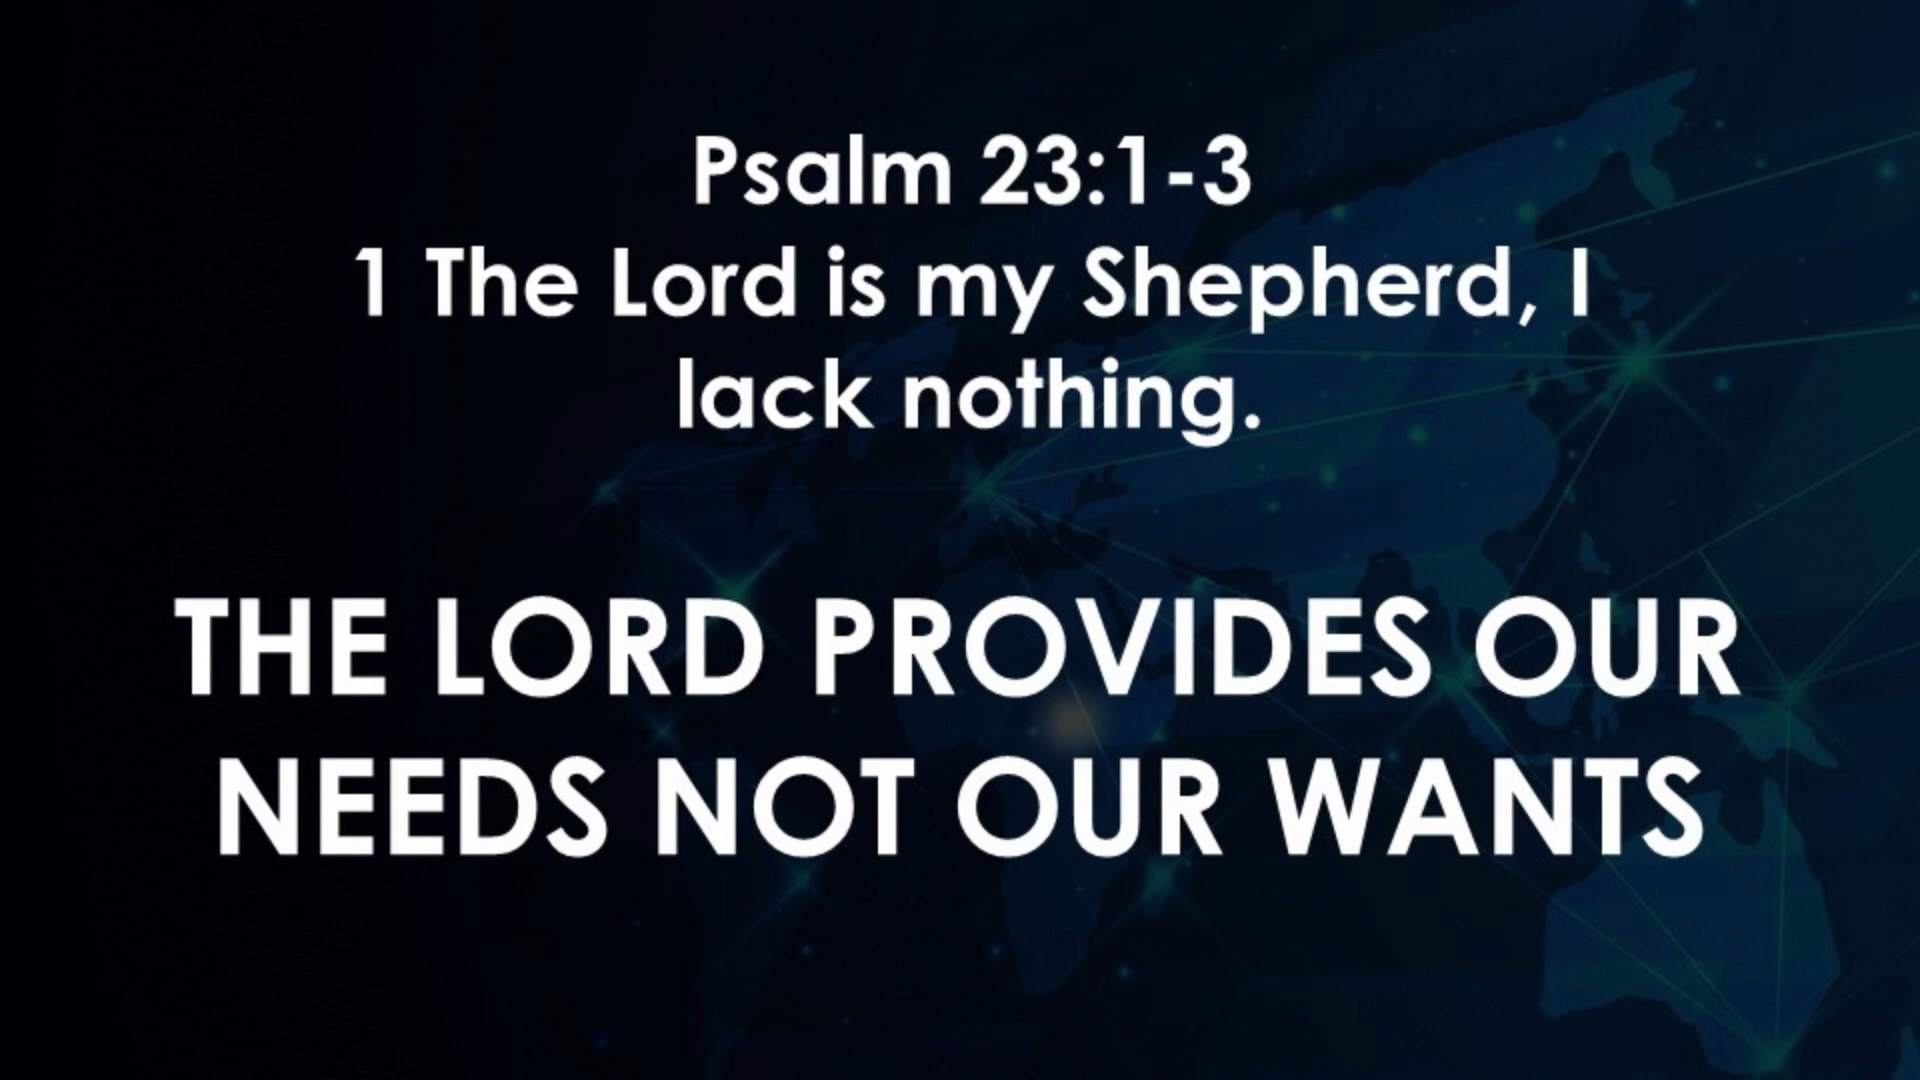 Psalm 23:1-3
1 The Lord is my Shepherd, I
lack nothing.
THE LORD PROVIDES OUR
NEEDS NOT OUR WANTS